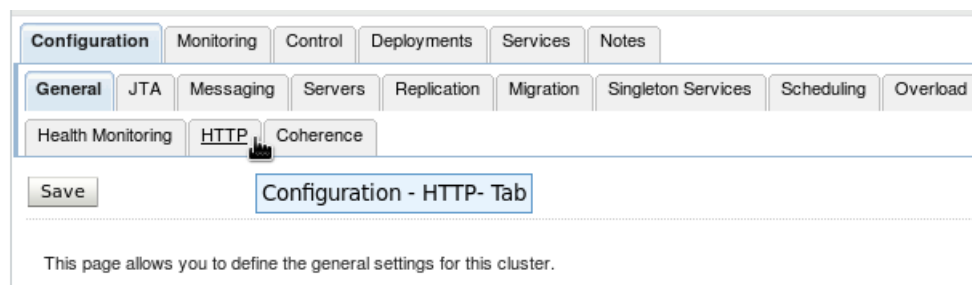 Configuration Monitoring Control Deployments Services Notes
General JTA Messaging Servers Replication Migration Singleton Services Scheduling Overload
Health Monitoring HTTP Coherence
Save
Configuration - HTTP- Tab
This page allows you to define the general settings for this cluster.